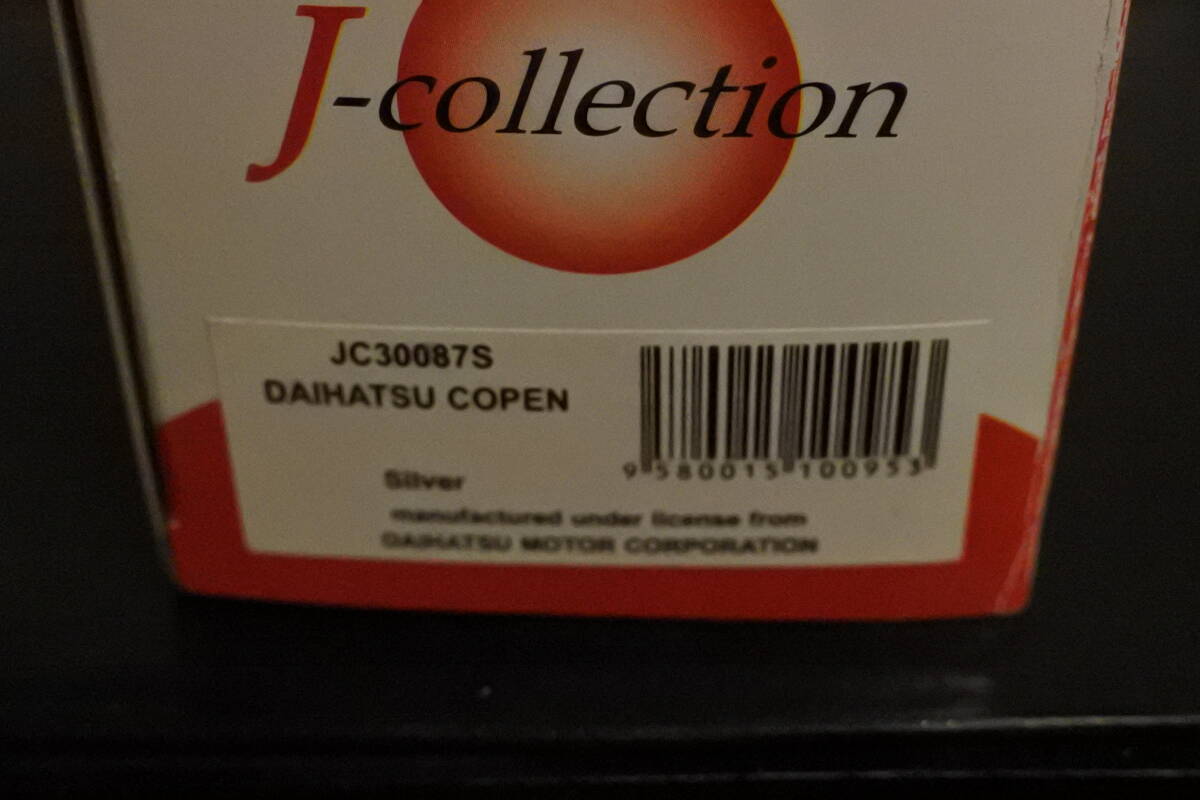 J-collection
JC30087S
DAIHATSU COPEN
9 580015 100953
Silver
manufactured under license from
DAIHATSU MOTOR CORPORATION